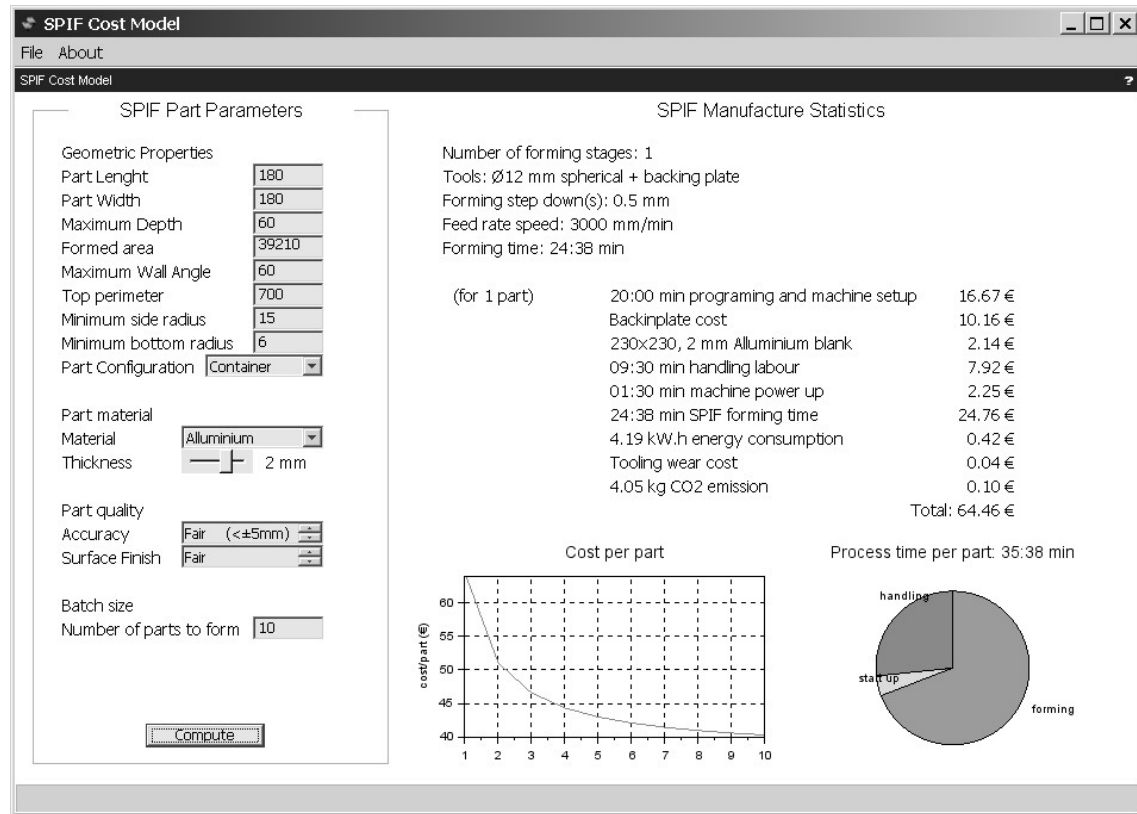 SPIF Cost Model
File About
SPIF Cost Model ?
SPIF Part Parameters
Geometric Properties
Part Lenght 180
Part Width 180
Maximum Depth 60
Formed area 39210
Maximum Wall Angle 60
Top perimeter 700
Minimum side radius 15
Minimum bottom radius 6
Part Configuration Container
Part material
Material Alluminium
Thickness 2 mm
Part quality
Accuracy Fair (<±5mm)
Surface Finish Fair
Batch size
Number of parts to form 10
Compute
SPIF Manufacture Statistics
Number of forming stages: 1
Tools: Ø12 mm spherical + backing plate
Forming step down(s): 0.5 mm
Feed rate speed: 3000 mm/min
Forming time: 24:38 min
(for 1 part) 20:00 min programing and machine setup 16.67 €
Backinplate cost 10.16 €
230x230, 2 mm Alluminium blank 2.14 €
09:30 min handling labour 7.92 €
01:30 min machine power up 2.25 €
24:38 min SPIF forming time 24.76 €
4.19 kW.h energy consumption 0.42 €
Tooling wear cost 0.04 €
4.05 kg CO2 emission 0.10 €
Total: 64.46 €
Cost per part
cost/part (€)
60
55
50
45
40
1 2 3 4 5 6 7 8 9 10
Process time per part: 35:38 min
handling
start up
forming